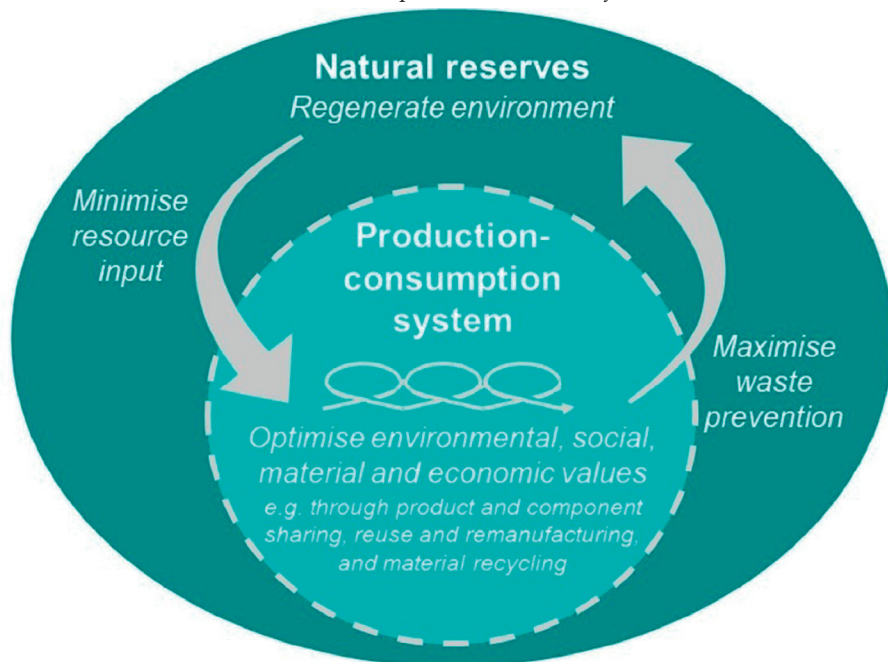 Natural reserves
Regenerate environment
Minimise
resource
input
Production-
consumption
system
Maximise
waste
prevention
Optimise environmental, social,
material and economic values
e.g. through product and component
sharing, reuse and remanufacturing,
and material recycling